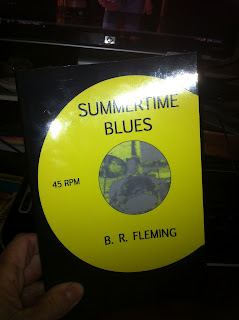 SUMMERTIME
BLUES
45 RPM
B. R. FLEMING